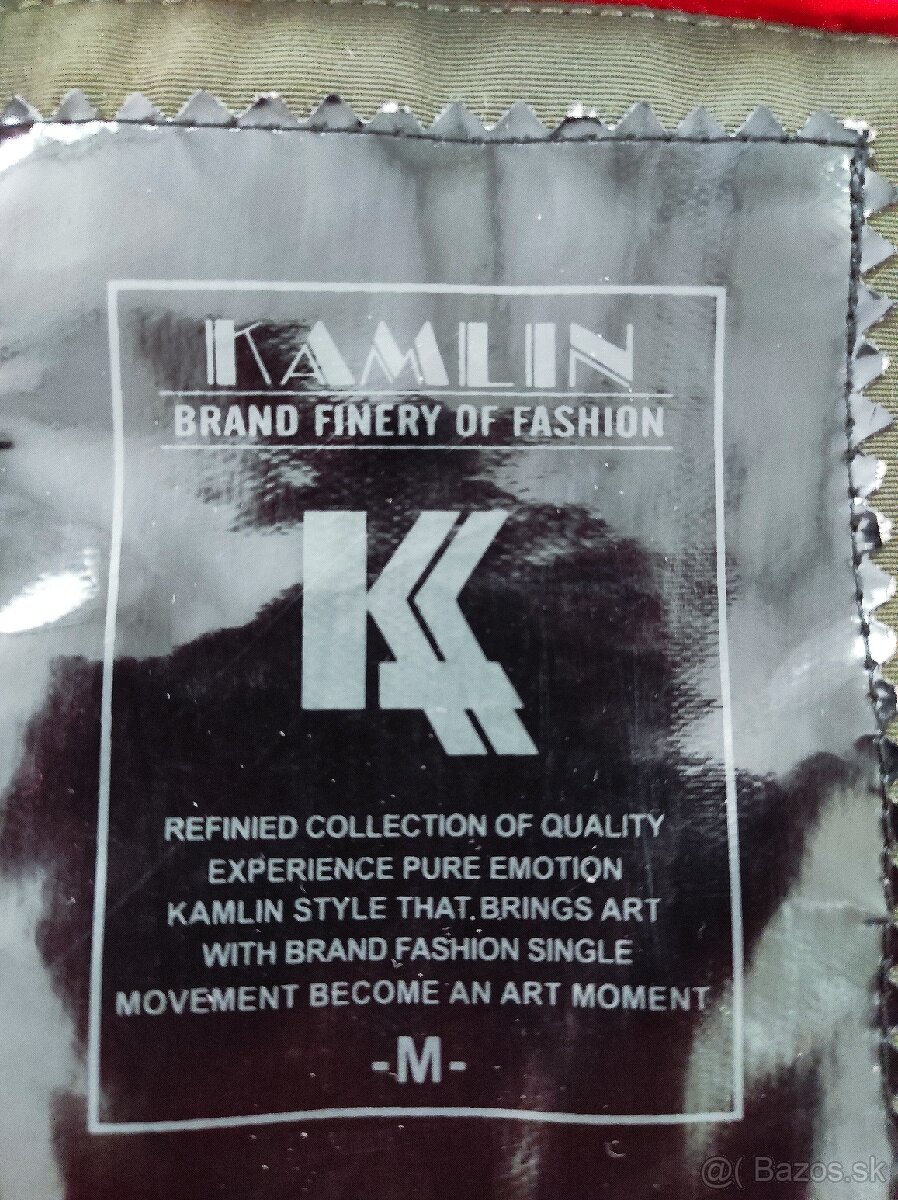 KAMLIN
BRAND FINERY OF FASHION
K
REFINIED COLLECTION OF QUALITY
EXPERIENCE PURE EMOTION
KAMLIN STYLE THAT BRINGS ART
WITH BRAND FASHION SINGLE
MOVEMENT BECOME AN ART MOMENT
-M-
@( Bazos.sk